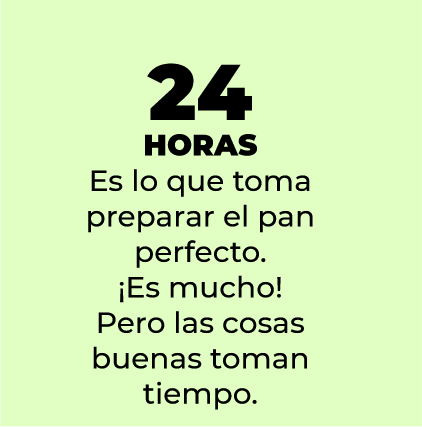 24
HORAS
Es lo que toma
preparar el pan
perfecto.
¡Es mucho!
Pero las cosas
buenas toman
tiempo.